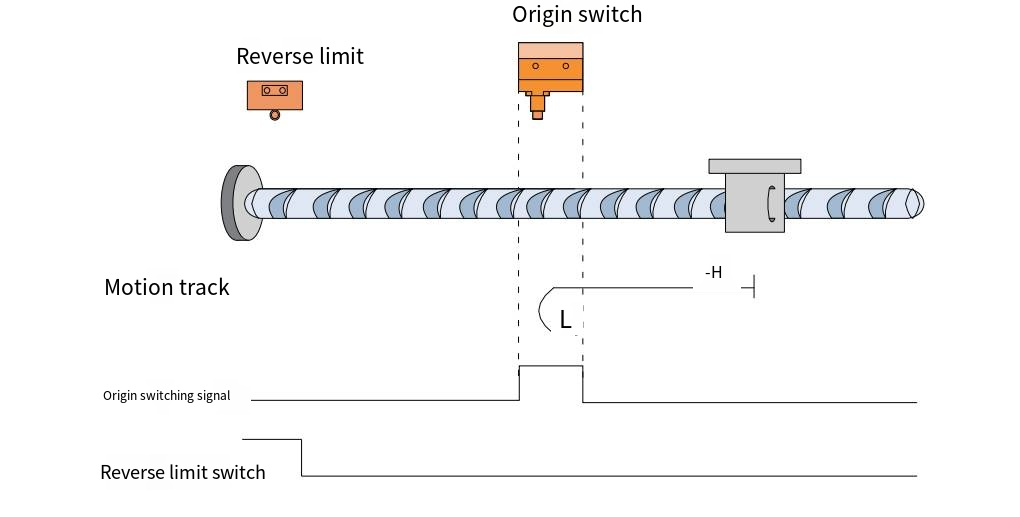 Origin switch
Reverse limit
-H
Motion track
L
Origin switching signal
Reverse limit switch